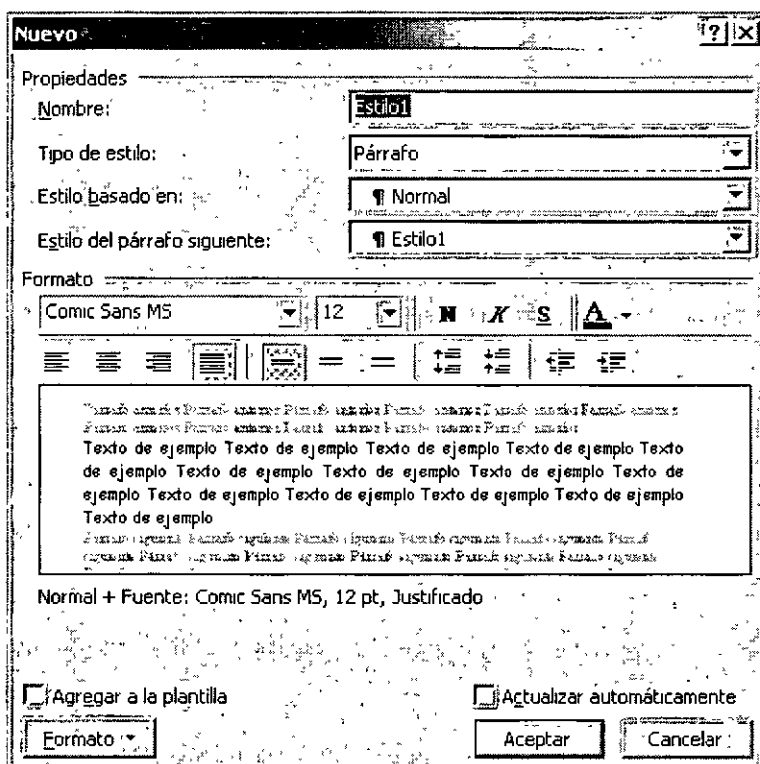 Nuevo ? X
Propiedades
Nombre: Estilo1
Tipo de estilo: Párrafo
Estilo basado en: ¶ Normal
Estilo del párrafo siguiente: ¶ Estilo1
Formato
Comic Sans MS 12 N K S A
Texto de ejemplo Texto de ejemplo Texto de ejemplo Texto de ejemplo Texto
de ejemplo Texto de ejemplo Texto de ejemplo Texto de ejemplo Texto de
ejemplo Texto de ejemplo Texto de ejemplo Texto de ejemplo Texto de ejemplo
Texto de ejemplo
Normal + Fuente: Comic Sans MS, 12 pt, Justificado
Agregar a la plantilla Actualizar automáticamente
Formato Aceptar Cancelar